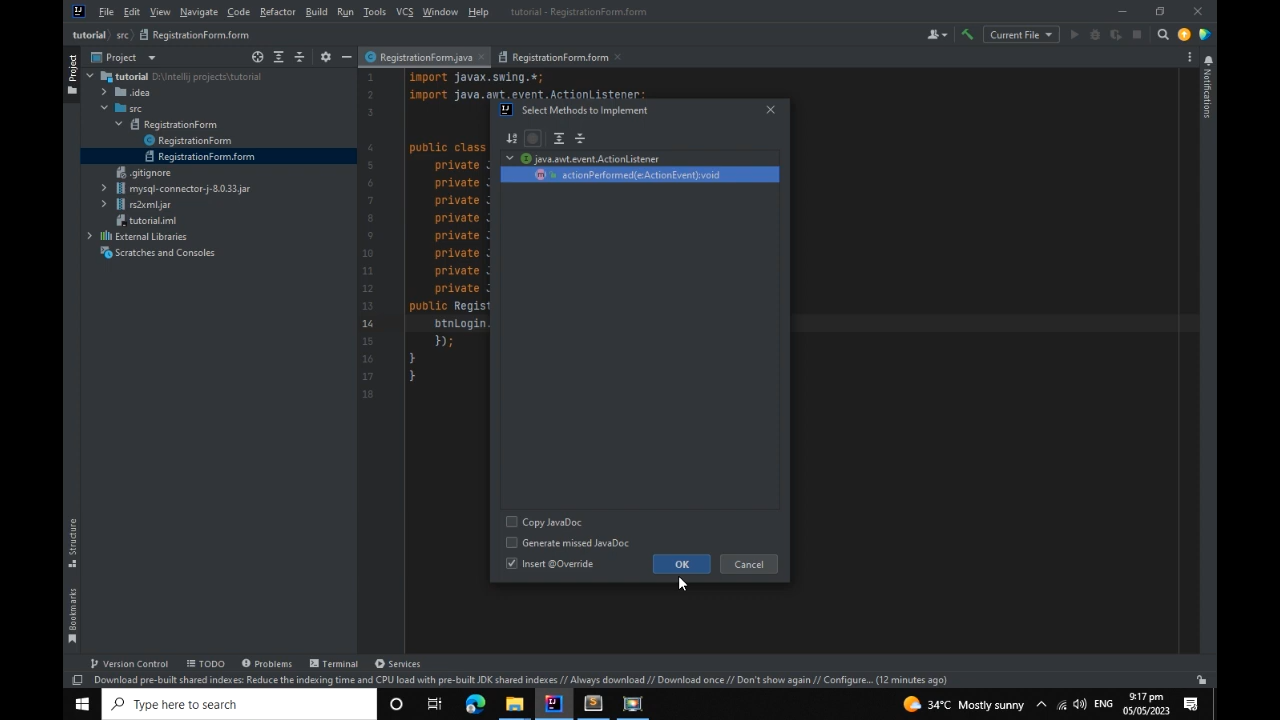 File Edit View Navigate Code Refactor Build Run Tools VCS Window Help tutorial - RegistrationForm.form
tutorial src RegistrationForm.form
Current File
Project
Project
tutorial D:\Intellij projects\tutorial
.idea
src
RegistrationForm
RegistrationForm
RegistrationForm.form
.gitignore
mysql-connector-j-8.0.33.jar
rs2xml.jar
tutorial.iml
External Libraries
Scratches and Consoles
Structure
Bookmarks
RegistrationForm.java RegistrationForm.form
1 import javax.swing.*;
2 import java.awt.event.ActionListener;
3
4 public class
5 private J
6 private J
7 private J
8 private J
9 private J
10 private J
11 private J
12 private J
13 public Regist
14 btnLogin.
15 });
16 }
17 }
18
Select Methods to Implement
java.awt.event.ActionListener
actionPerformed(e:ActionEvent):void
Copy JavaDoc
Generate missed JavaDoc
Insert @Override
OK Cancel
Notifications
Version Control TODO Problems Terminal Services
Download pre-built shared indexes: Reduce the indexing time and CPU load with pre-built JDK shared indexes // Always download // Download once // Don't show again // Configure... (12 minutes ago)
Type here to search
34°C Mostly sunny
ENG
9:17 pm
05/05/2023